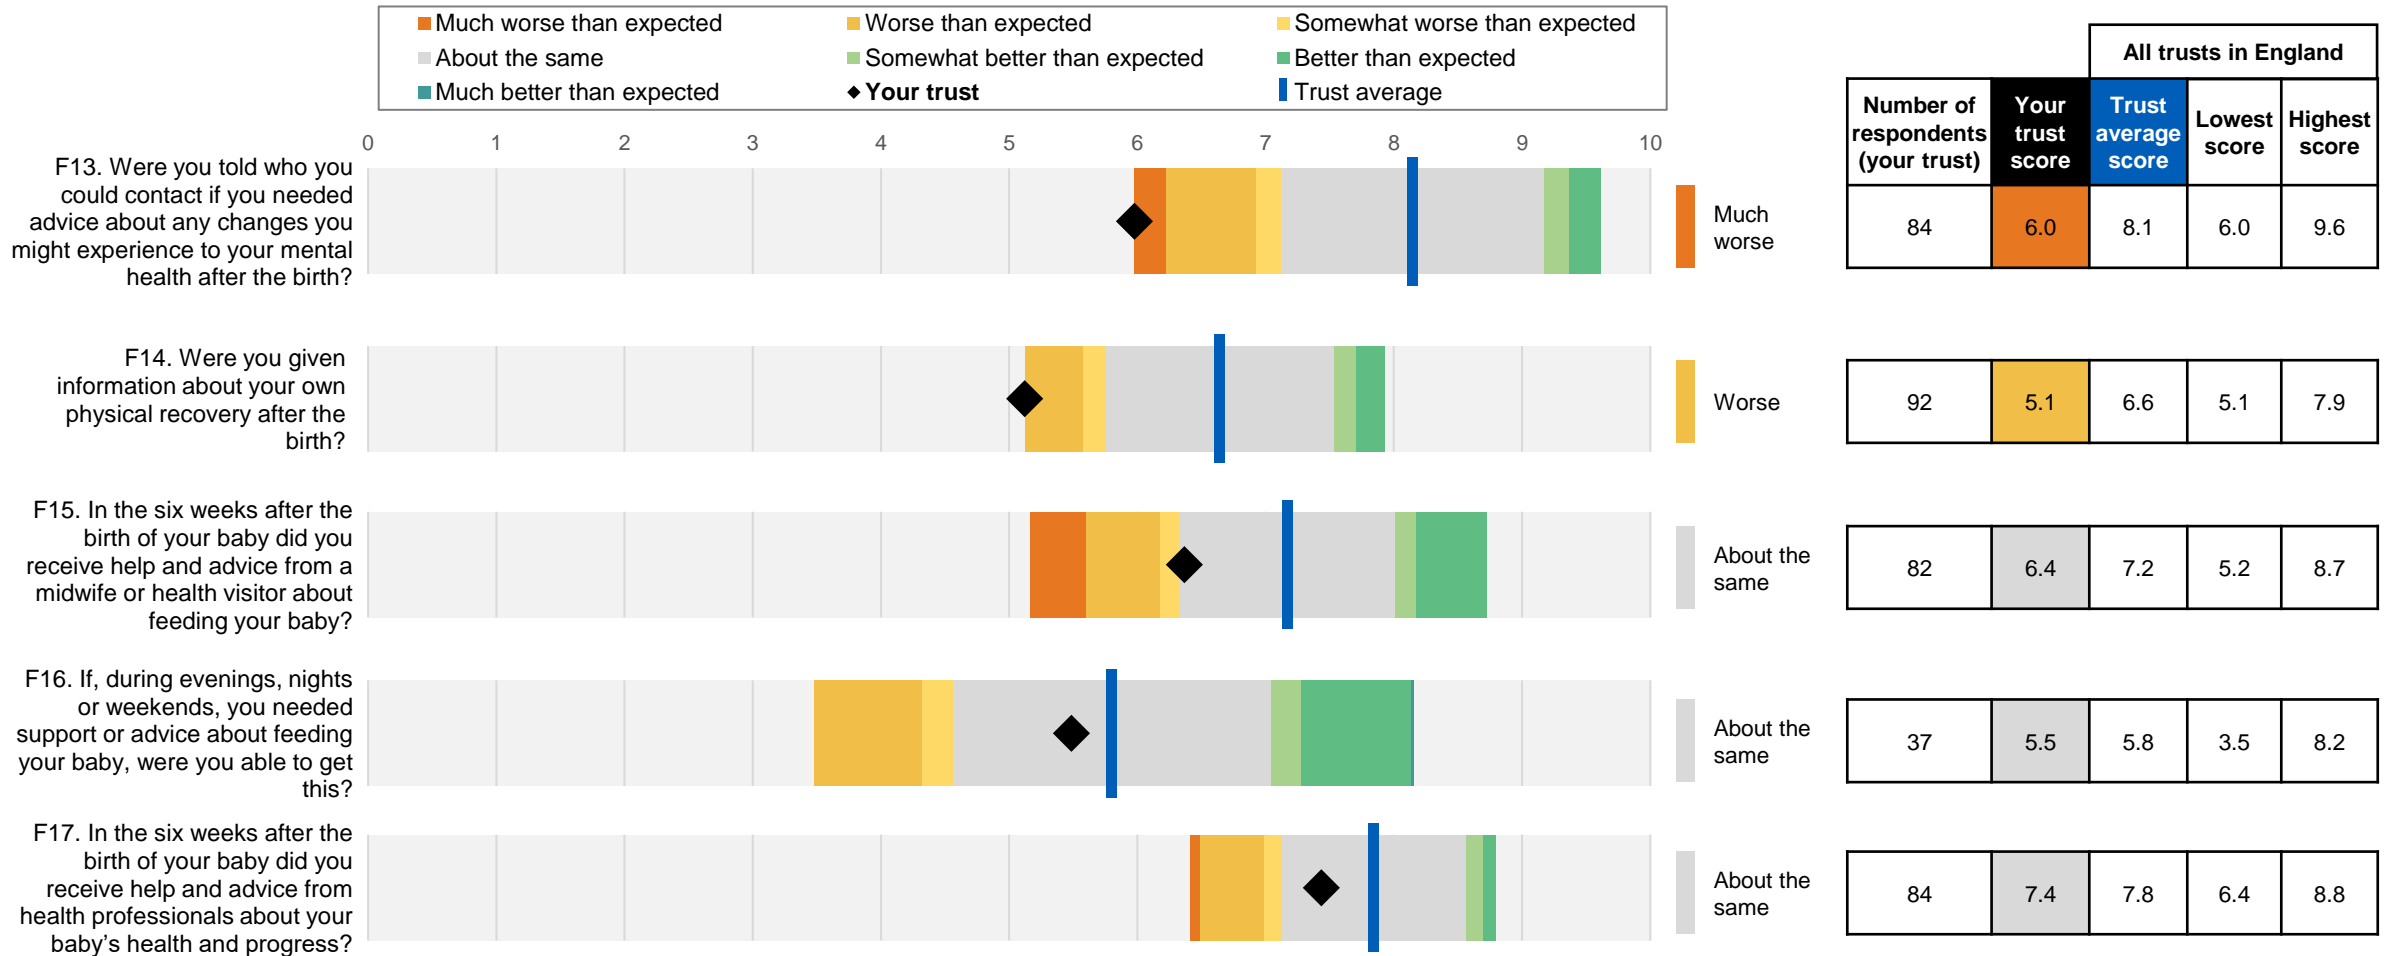 Much worse than expected
Worse than expected
Somewhat worse than expected
About the same
Somewhat better than expected
Better than expected
Much better than expected
Your trust
Trust average
All trusts in England
Number of
respondents
(your trust)
Your
trust
score
Trust
average
score
Lowest
score
Highest
score
0 1 2 3 4 5 6 7 8 9 10
F13. Were you told who you
could contact if you needed
advice about any changes you
might experience to your mental
health after the birth?
Much
worse
84 6.0 8.1 6.0 9.6
F14. Were you given
information about your own
physical recovery after the
birth?
Worse
92 5.1 6.6 5.1 7.9
F15. In the six weeks after the
birth of your baby did you
receive help and advice from a
midwife or health visitor about
feeding your baby?
About the
same
82 6.4 7.2 5.2 8.7
F16. If, during evenings, nights
or weekends, you needed
support or advice about feeding
your baby, were you able to get
this?
About the
same
37 5.5 5.8 3.5 8.2
F17. In the six weeks after the
birth of your baby did you
receive help and advice from
health professionals about your
baby’s health and progress?
About the
same
84 7.4 7.8 6.4 8.8